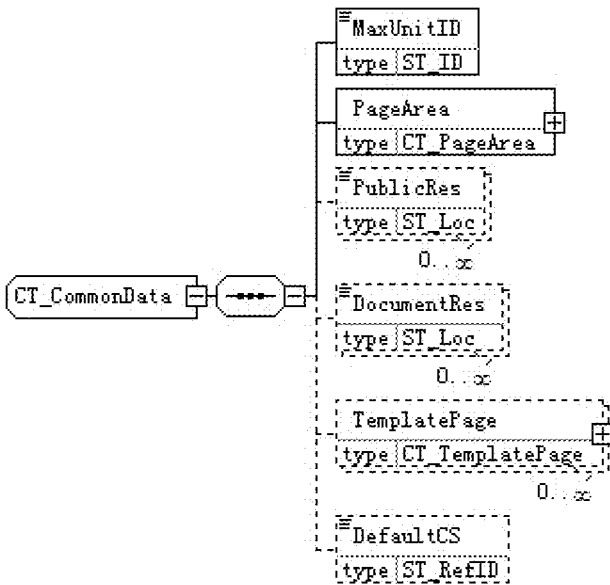 MaxUnitID
type ST_ID
PageArea
type CT_PageArea
PublicRes
type ST_Loc
0..∞
CT_CommonData
DocumentRes
type ST_Loc
0..∞
TemplatePage
type CT_TemplatePage
0..∞
DefaultCS
type ST_RefID